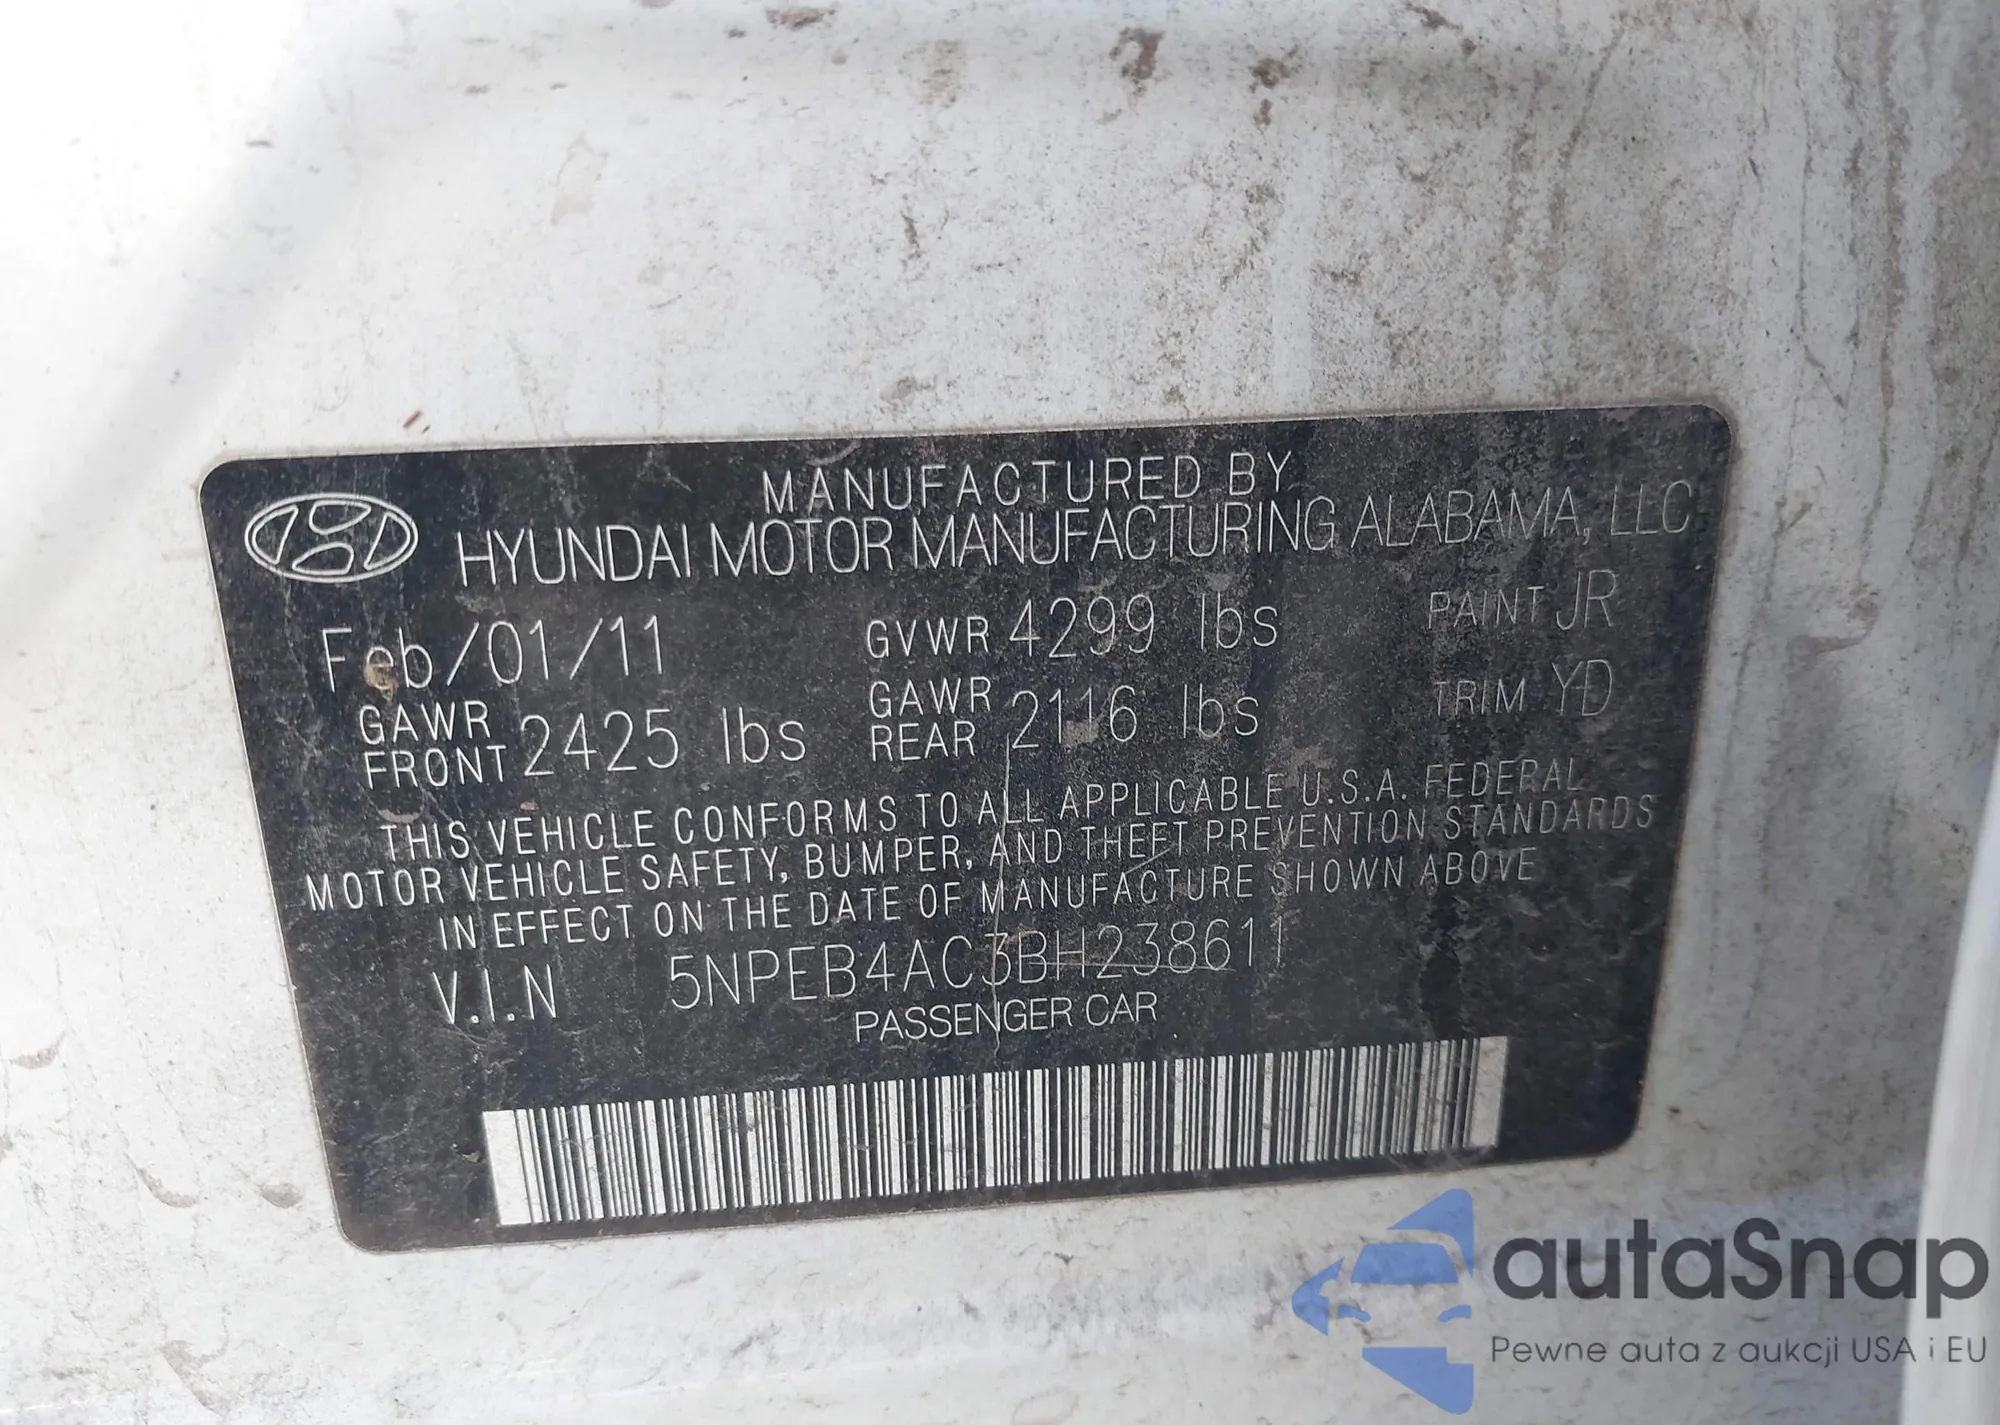 MANUFACTURED BY
HYUNDAI MOTOR MANUFACTURING ALABAMA, LLC
Feb/01/11 GVWR 4299 lbs PAINT JR
GAWR FRONT 2425 lbs GAWR REAR 2116 lbs TRIM YD
THIS VEHICLE CONFORMS TO ALL APPLICABLE U.S.A. FEDERAL
MOTOR VEHICLE SAFETY, BUMPER, AND THEFT PREVENTION STANDARDS
IN EFFECT ON THE DATE OF MANUFACTURE SHOWN ABOVE
V.I.N 5NPEB4AC3BH238611
PASSENGER CAR
autaSnap
Pewne auta z aukcji USA i EU